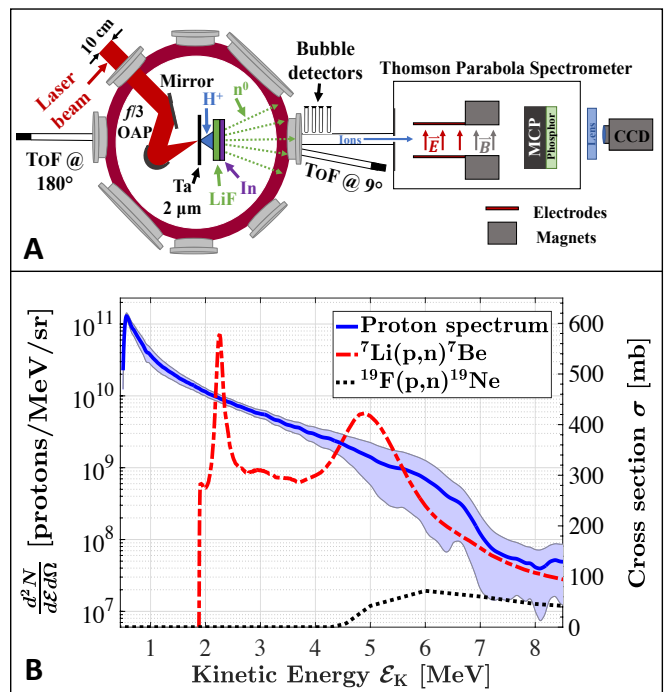 10 cm
Laser
beam
Mirror
f/3
OAP
H⁺
n⁰
Bubble
detectors
Thomson Parabola Spectrometer
Ions
E
B
MCP
Phosphor
Lens
CCD
ToF @
180°
Ta
2 μm
LiF
In
ToF @ 9°
Electrodes
Magnets
A
Proton spectrum
⁷Li(p,n)⁷Be
¹⁹F(p,n)¹⁹Ne
10¹¹
10¹⁰
10⁹
10⁸
10⁷
d²N/dℰdΩ [protons/MeV/sr]
600
500
400
300
200
100
0
Cross section σ [mb]
1 2 3 4 5 6 7 8
Kinetic Energy ℰ_K [MeV]
B